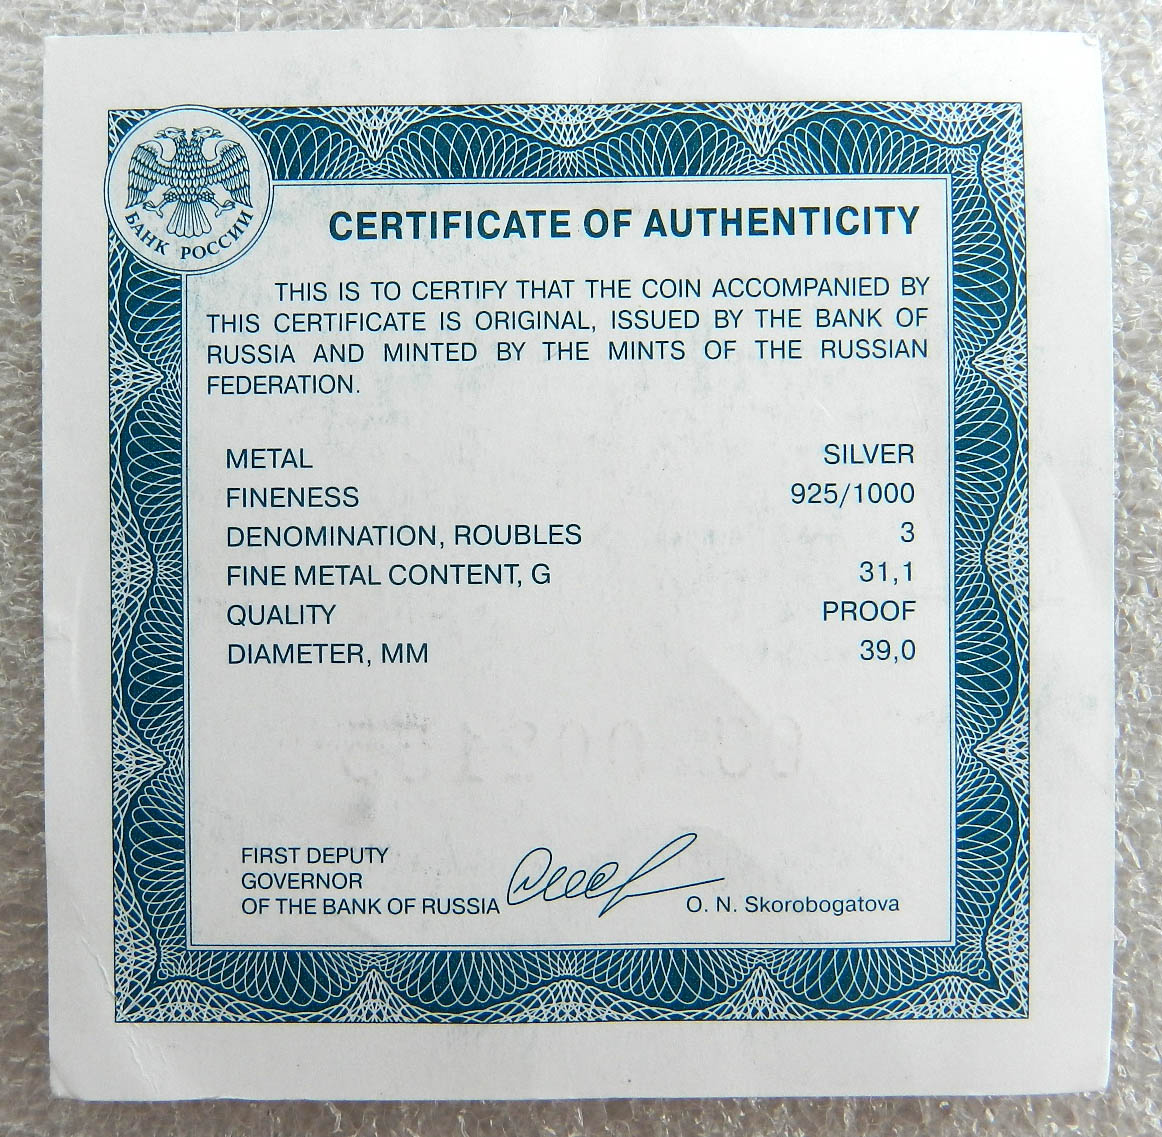 БАНК РОССИИ
CERTIFICATE OF AUTHENTICITY
THIS IS TO CERTIFY THAT THE COIN ACCOMPANIED BY
THIS CERTIFICATE IS ORIGINAL, ISSUED BY THE BANK OF
RUSSIA AND MINTED BY THE MINTS OF THE RUSSIAN
FEDERATION.
METAL SILVER
FINENESS 925/1000
DENOMINATION, ROUBLES 3
FINE METAL CONTENT, G 31,1
QUALITY PROOF
DIAMETER, MM 39,0
FIRST DEPUTY
GOVERNOR
OF THE BANK OF RUSSIA O. N. Skorobogatova